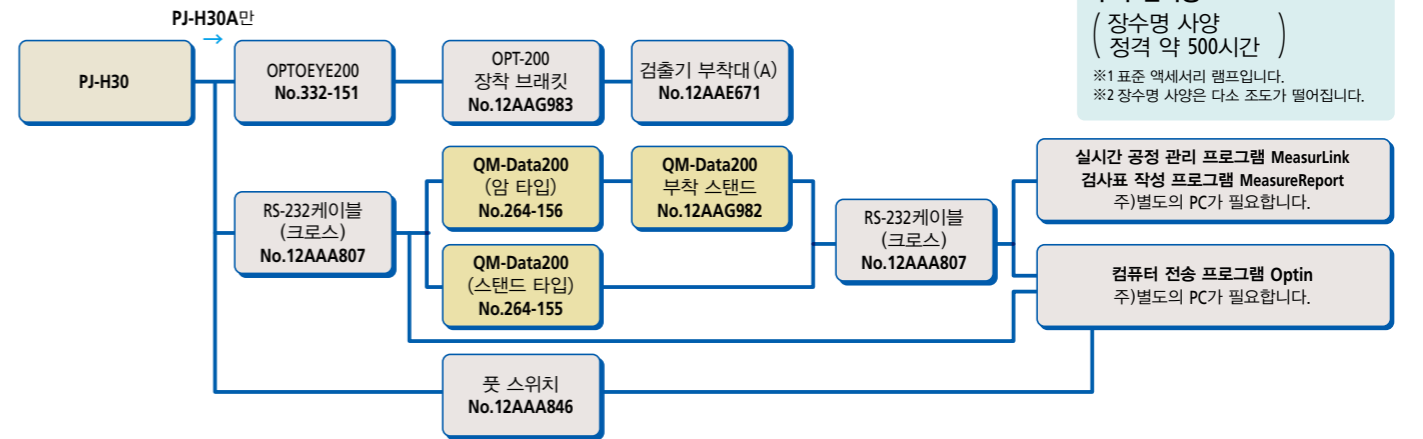 (장수명 사양
정격 약 500시간)
※1 표준 액세서리 램프입니다.
※2 장수명 사양은 다소 조도가 떨어집니다.
PJ-H30A만
→
PJ-H30
OPTOEYE200
No.332-151
OPT-200
장착 브래킷
No.12AAG983
검출기 부착대(A)
No.12AAE671
RS-232케이블
(크로스)
No.12AAA807
QM-Data200
(암 타입)
No.264-156
QM-Data200
부착 스탠드
No.12AAG982
QM-Data200
(스탠드 타입)
No.264-155
RS-232케이블
(크로스)
No.12AAA807
실시간 공정 관리 프로그램 MeasurLink
검사표 작성 프로그램 MeasureReport
주)별도의 PC가 필요합니다.
컴퓨터 전송 프로그램 Optin
주)별도의 PC가 필요합니다.
풋 스위치
No.12AAA846